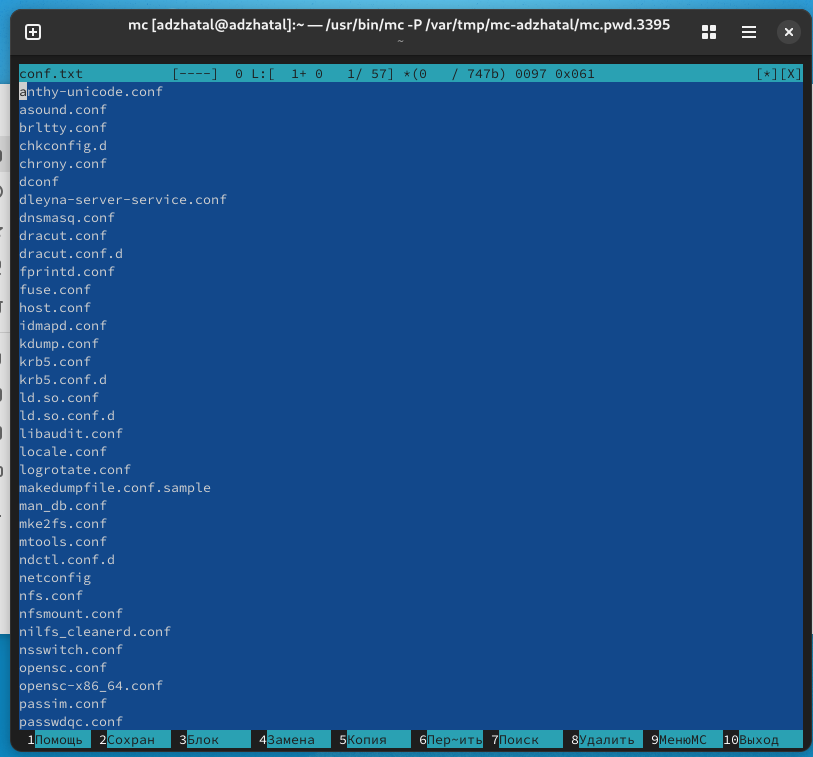 mc [adzhatal@adzhatal]:~ — /usr/bin/mc -P /var/tmp/mc-adzhatal/mc.pwd.3395
~
conf.txt [----] 0 L:[ 1+ 0 1/ 57] *(0 / 747b) 0097 0x061 [*][X]
anthy-unicode.conf
asound.conf
brltty.conf
chkconfig.d
chrony.conf
dconf
dleyna-server-service.conf
dnsmasq.conf
dracut.conf
dracut.conf.d
fprintd.conf
fuse.conf
host.conf
idmapd.conf
kdump.conf
krb5.conf
krb5.conf.d
ld.so.conf
ld.so.conf.d
libaudit.conf
locale.conf
logrotate.conf
makedumpfile.conf.sample
man_db.conf
mke2fs.conf
mtools.conf
ndctl.conf.d
netconfig
nfs.conf
nfsmount.conf
nilfs_cleanerd.conf
nsswitch.conf
opensc.conf
opensc-x86_64.conf
passim.conf
passwdqc.conf
1Помощь 2Сохран 3Блок 4Замена 5Копия 6Пер~ить 7Поиск 8Удалить 9МенюMC 10Выход